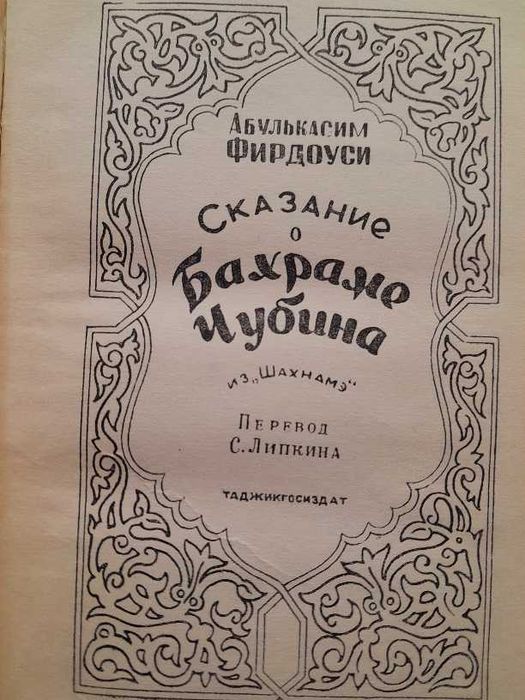 Абулькасим
Фирдоуси
Сказание
о
Бахраме
Чубина
из „Шахнамэ“
Перевод
С. Липкина
Таджикгосиздат